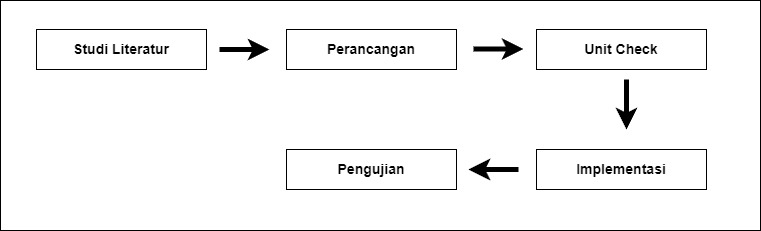 Studi Literatur
Perancangan
Unit Check
Implementasi
Pengujian